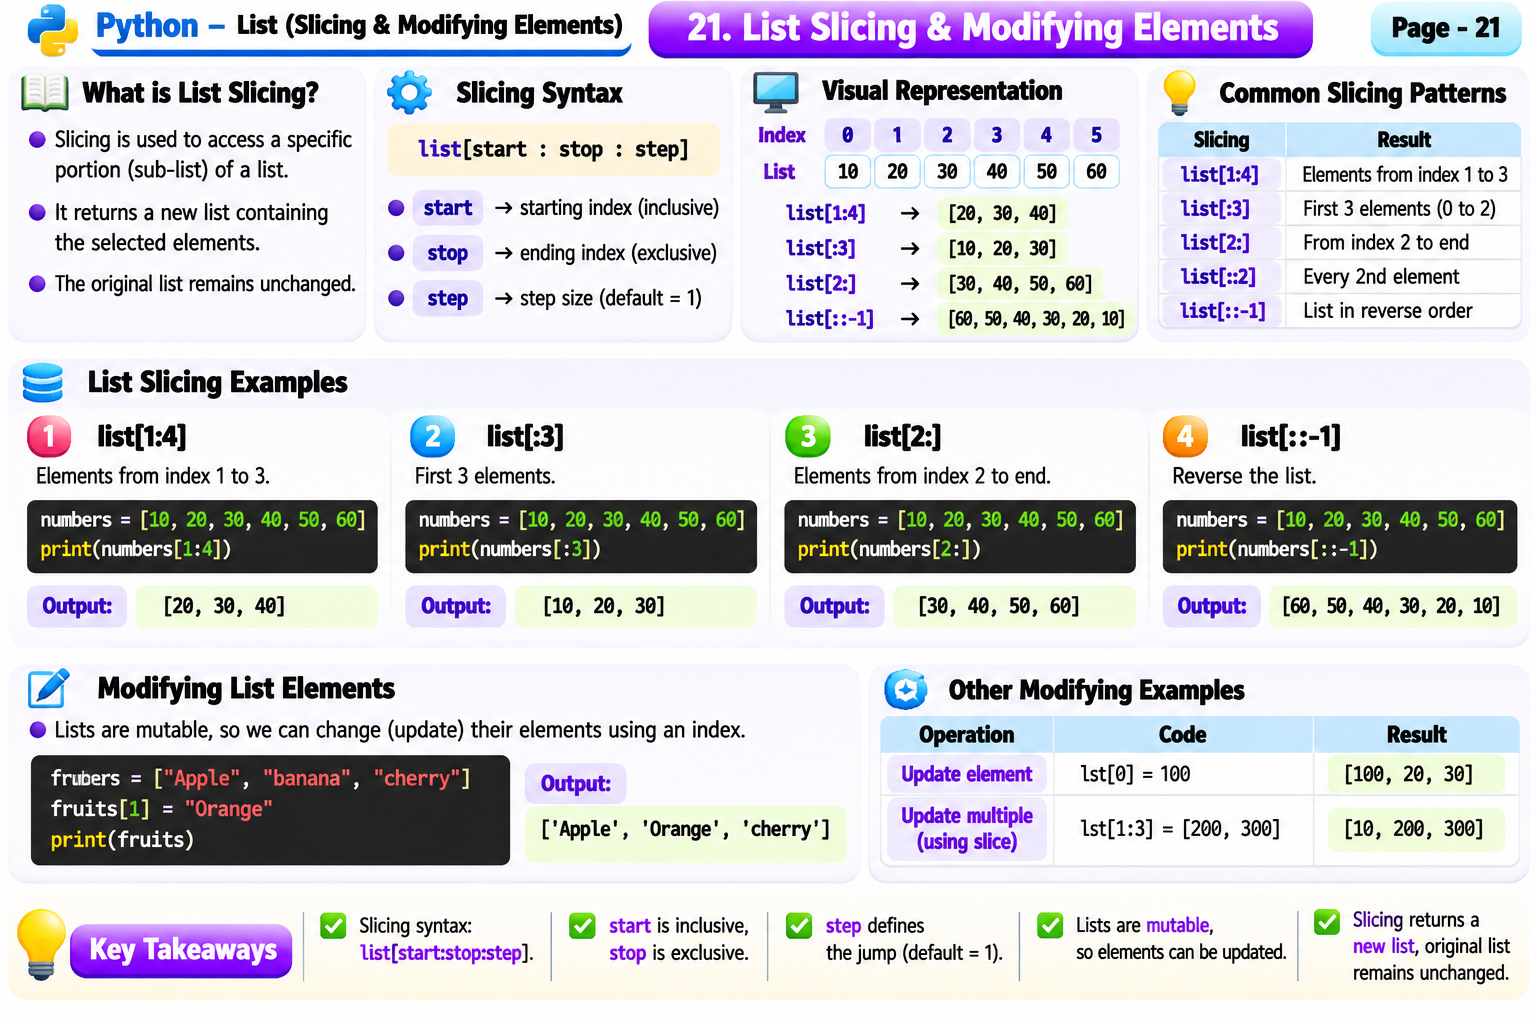 Python – List (Slicing & Modifying Elements)
21. List Slicing & Modifying Elements
Page - 21
What is List Slicing?
Slicing is used to access a specific
portion (sub-list) of a list.
It returns a new list containing
the selected elements.
The original list remains unchanged.
Slicing Syntax
list[start : stop : step]
start → starting index (inclusive)
stop → ending index (exclusive)
step → step size (default = 1)
Visual Representation
Index 0 1 2 3 4 5
List 10 20 30 40 50 60
list[1:4] → [20, 30, 40]
list[:3] → [10, 20, 30]
list[2:] → [30, 40, 50, 60]
list[::-1] → [60, 50, 40, 30, 20, 10]
Common Slicing Patterns
Slicing Result
list[1:4] Elements from index 1 to 3
list[:3] First 3 elements (0 to 2)
list[2:] From index 2 to end
list[::2] Every 2nd element
list[::-1] List in reverse order
List Slicing Examples
1 list[1:4]
Elements from index 1 to 3.
numbers = [10, 20, 30, 40, 50, 60]
print(numbers[1:4])
Output: [20, 30, 40]
2 list[:3]
First 3 elements.
numbers = [10, 20, 30, 40, 50, 60]
print(numbers[:3])
Output: [10, 20, 30]
3 list[2:]
Elements from index 2 to end.
numbers = [10, 20, 30, 40, 50, 60]
print(numbers[2:])
Output: [30, 40, 50, 60]
4 list[::-1]
Reverse the list.
numbers = [10, 20, 30, 40, 50, 60]
print(numbers[::-1])
Output: [60, 50, 40, 30, 20, 10]
Modifying List Elements
Lists are mutable, so we can change (update) their elements using an index.
= ["Apple", "banana", "cherry"]
fruits[1] = "Orange"
print(fruits)
Output:
['Apple', 'Orange', 'cherry']
Other Modifying Examples
Operation Code Result
Update element lst[0] = 100 [100, 20, 30]
Update multiple
(using slice) lst[1:3] = [200, 300] [10, 200, 300]
Key Takeaways
Slicing syntax:
list[start:stop:step].
start is inclusive,
stop is exclusive.
step defines
the jump (default = 1).
Lists are mutable,
so elements can be updated.
Slicing returns a
new list, original list
remains unchanged.